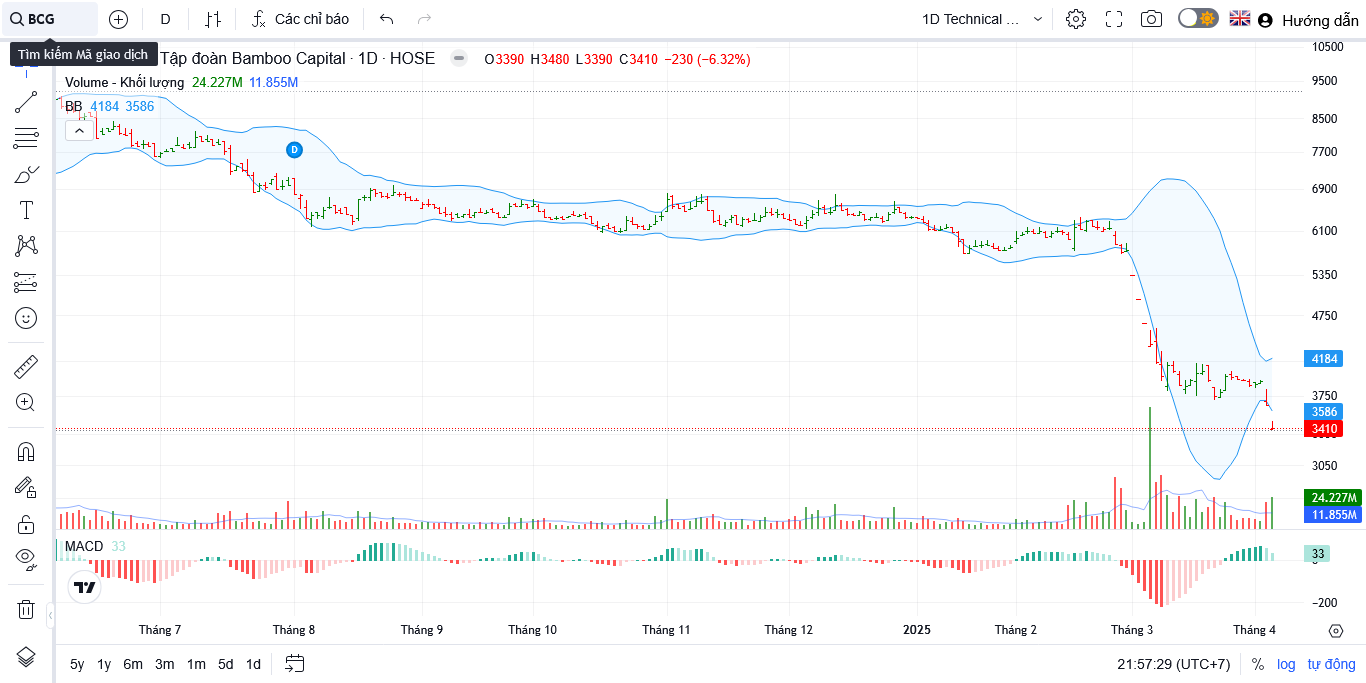 BCG D Các chỉ báo 1D Technical ... Hướng dẫn
Tìm kiếm Mã giao dịch
Tập đoàn Bamboo Capital · 1D · HOSE O3390 H3480 L3390 C3410 −230 (−6.32%)
Volume - Khối lượng 24.227M 11.855M
BB 4184 3586
D
10500
9500
8500
7700
6900
6100
5350
4750
4184
3750
3586
3410
3050
24.227M
11.855M
MACD 33
33
−200
Tháng 7 Tháng 8 Tháng 9 Tháng 10 Tháng 11 Tháng 12 2025 Tháng 2 Tháng 3 Tháng 4
5y 1y 6m 3m 1m 5d 1d 21:57:29 (UTC+7) % log tự động